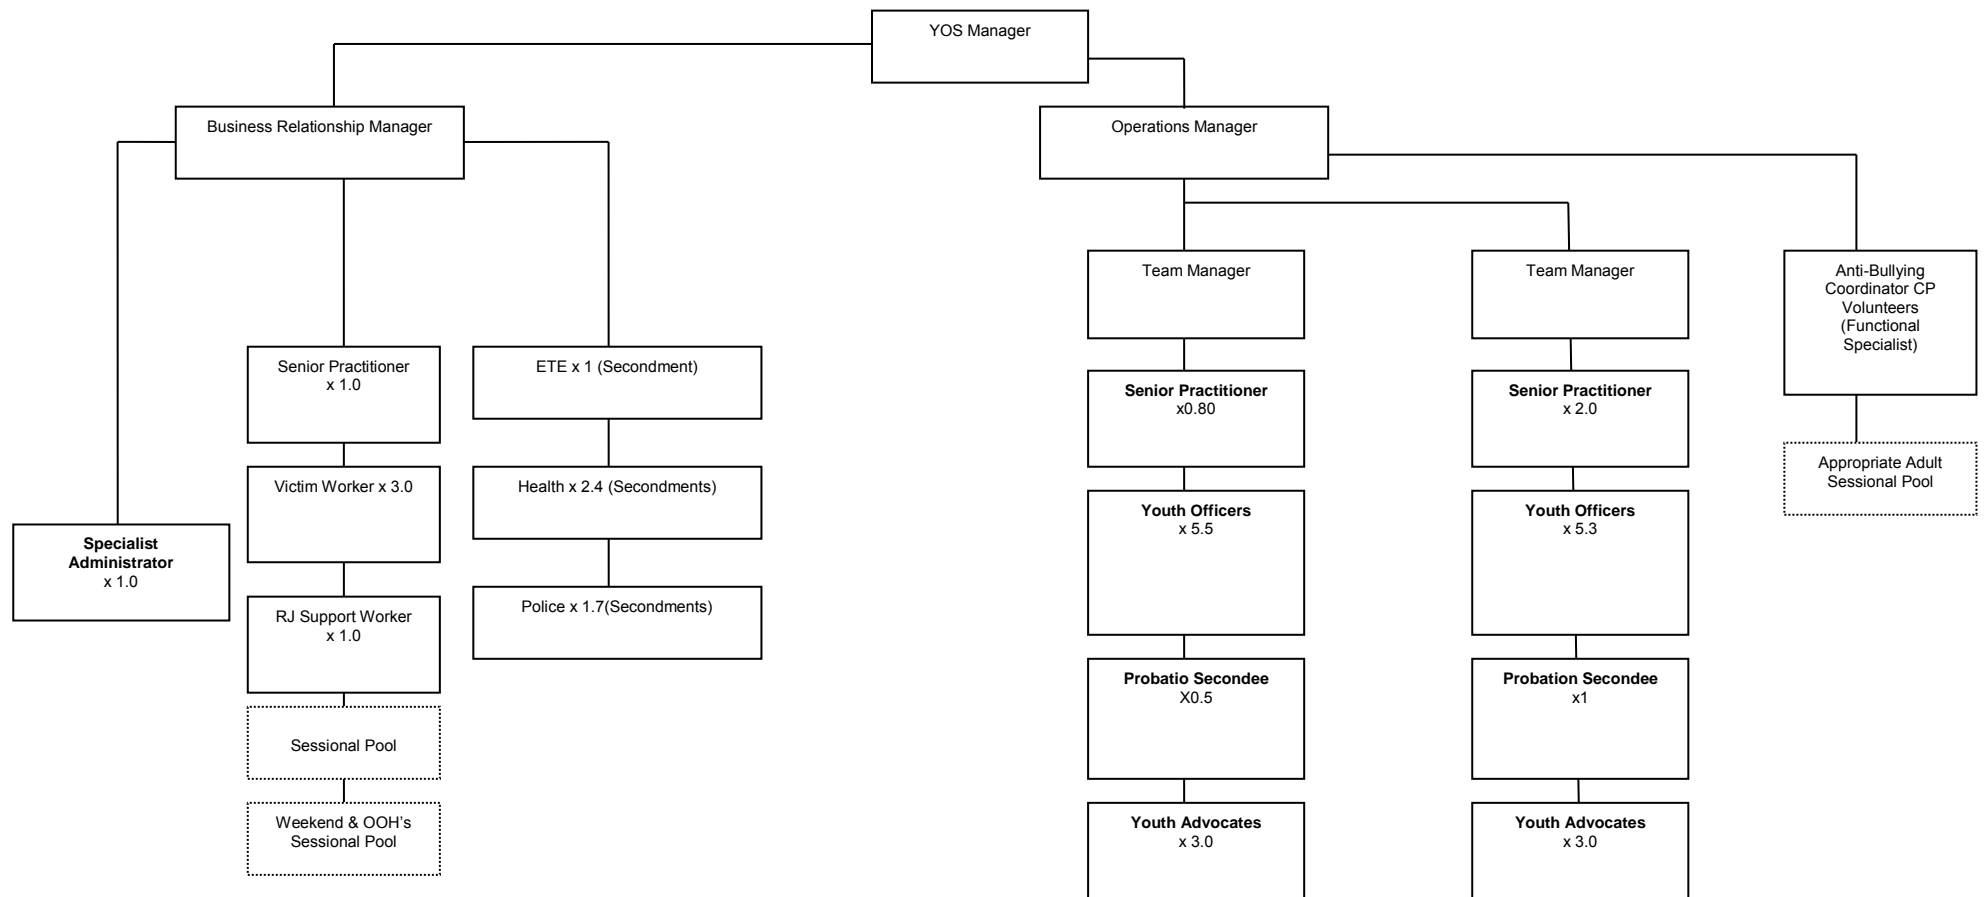 YOS Manager
Business Relationship Manager
Operations Manager
Team Manager
Team Manager
Anti-Bullying
Coordinator CP
Volunteers
(Functional
Specialist)
Senior Practitioner
x 1.0
ETE x 1 (Secondment)
Senior Practitioner
x0.80
Senior Practitioner
x 2.0
Appropriate Adult
Sessional Pool
Victim Worker x 3.0
Health x 2.4 (Secondments)
Youth Officers
x 5.5
Youth Officers
x 5.3
Specialist
Administrator
x 1.0
RJ Support Worker
x 1.0
Police x 1.7(Secondments)
Probatio Secondee
X0.5
Probation Secondee
x1
Sessional Pool
Weekend & OOH's
Sessional Pool
Youth Advocates
x 3.0
Youth Advocates
x 3.0